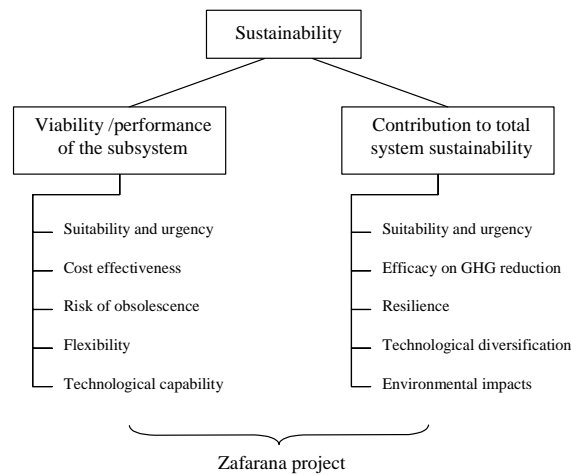 Sustainability
Viability /performance
of the subsystem
Suitability and urgency
Cost effectiveness
Risk of obsolescence
Flexibility
Technological capability
Contribution to total
system sustainability
Suitability and urgency
Efficacy on GHG reduction
Resilience
Technological diversification
Environmental impacts
Zafarana project